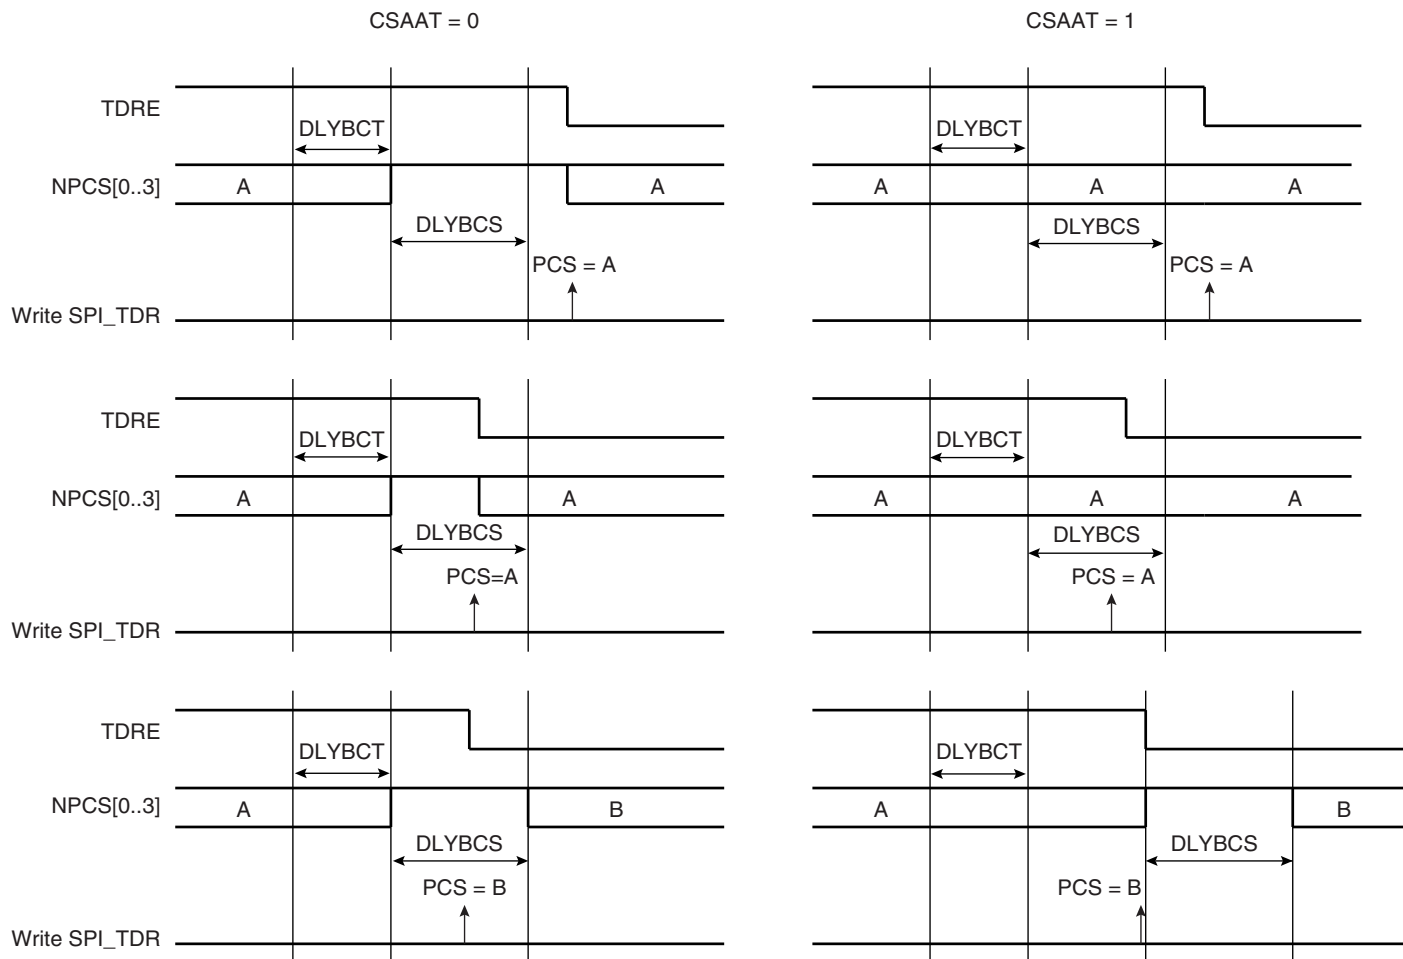 CSAAT = 0 CSAAT = 1
TDRE
DLYBCT DLYBCT
NPCS[0..3] A A A A A
DLYBCS DLYBCS
PCS = A PCS = A
Write SPI_TDR
TDRE
DLYBCT DLYBCT
NPCS[0..3] A A A A A
DLYBCS DLYBCS
PCS=A PCS = A
Write SPI_TDR
TDRE
DLYBCT DLYBCT
NPCS[0..3] A B A B
DLYBCS DLYBCS
PCS = B PCS = B
Write SPI_TDR